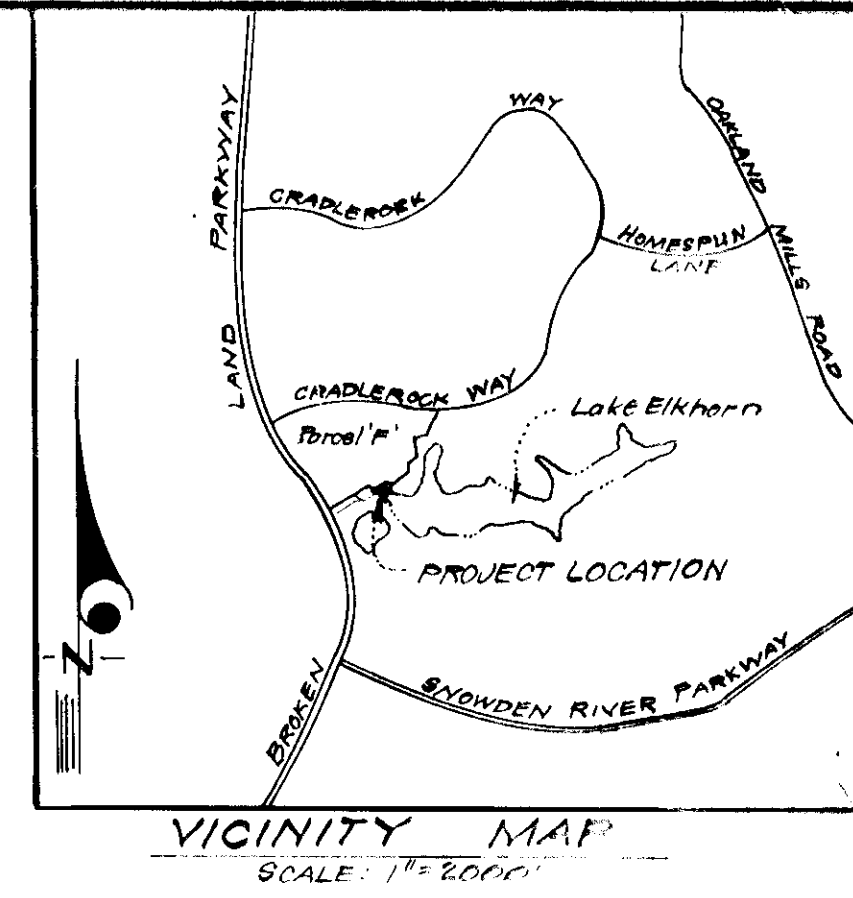 WAY
OAKLAND
PARKWAY
CRADLEROCK
HOMESPUN
LANE
MILLS ROAD
LAND
CRADLEROCK WAY
Lake Elkhorn
Parcel 'F'
PROJECT LOCATION
N
BROKEN
SNOWDEN RIVER PARKWAY
VICINITY MAP
SCALE: 1"=2000'